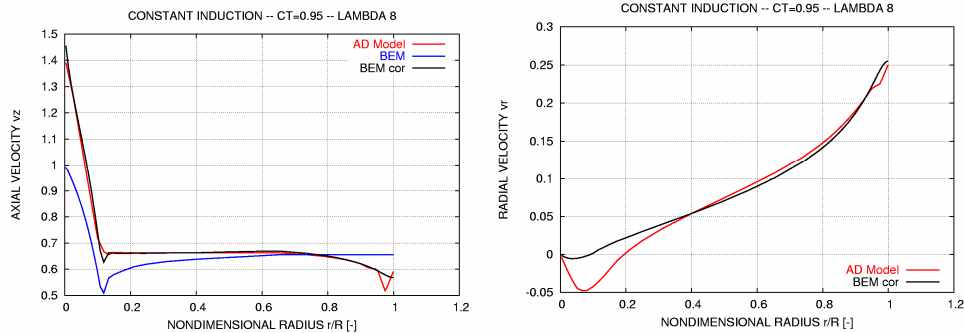 CONSTANT INDUCTION -- CT=0.95 -- LAMBDA 8
AXIAL VELOCITY vz
1.5
1.4
1.3
1.2
1.1
1
0.9
0.8
0.7
0.6
0.5
AD Model
BEM
BEM cor
0 0.2 0.4 0.6 0.8 1 1.2
NONDIMENSIONAL RADIUS r/R [-]
CONSTANT INDUCTION -- CT=0.95 -- LAMBDA 8
RADIAL VELOCITY vr
0.3
0.25
0.2
0.15
0.1
0.05
0
-0.05
AD Model
BEM cor
0 0.2 0.4 0.6 0.8 1 1.2
NONDIMENSIONAL RADIUS r/R [-]